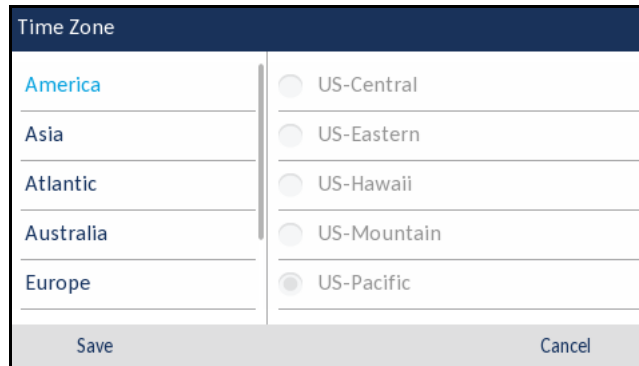 Time Zone
America
Asia
Atlantic
Australia
Europe
US-Central
US-Eastern
US-Hawaii
US-Mountain
US-Pacific
Save
Cancel